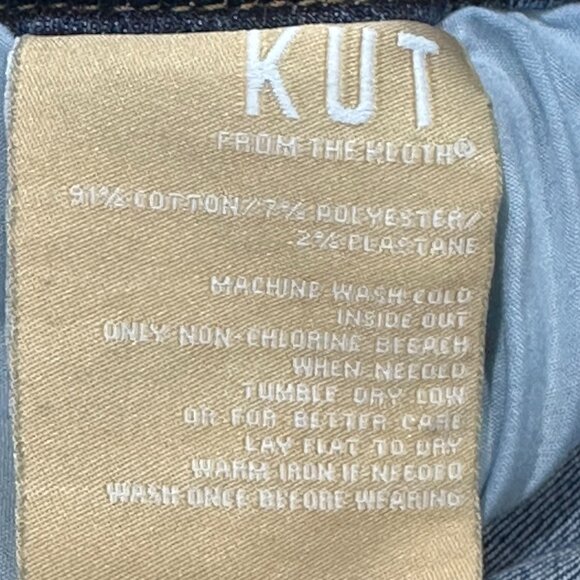 KUT
FROM THE KLOTH®
91% COTTON/7% POLYESTER/
2% ELASTANE
MACHINE WASH COLD
INSIDE OUT
ONLY NON-CHLORINE BLEACH
WHEN NEEDED
TUMBLE DRY LOW
OR FOR BETTER CARE
LAY FLAT TO DRY
WARM IRON IF NEEDED
WASH ONCE BEFORE WEARING